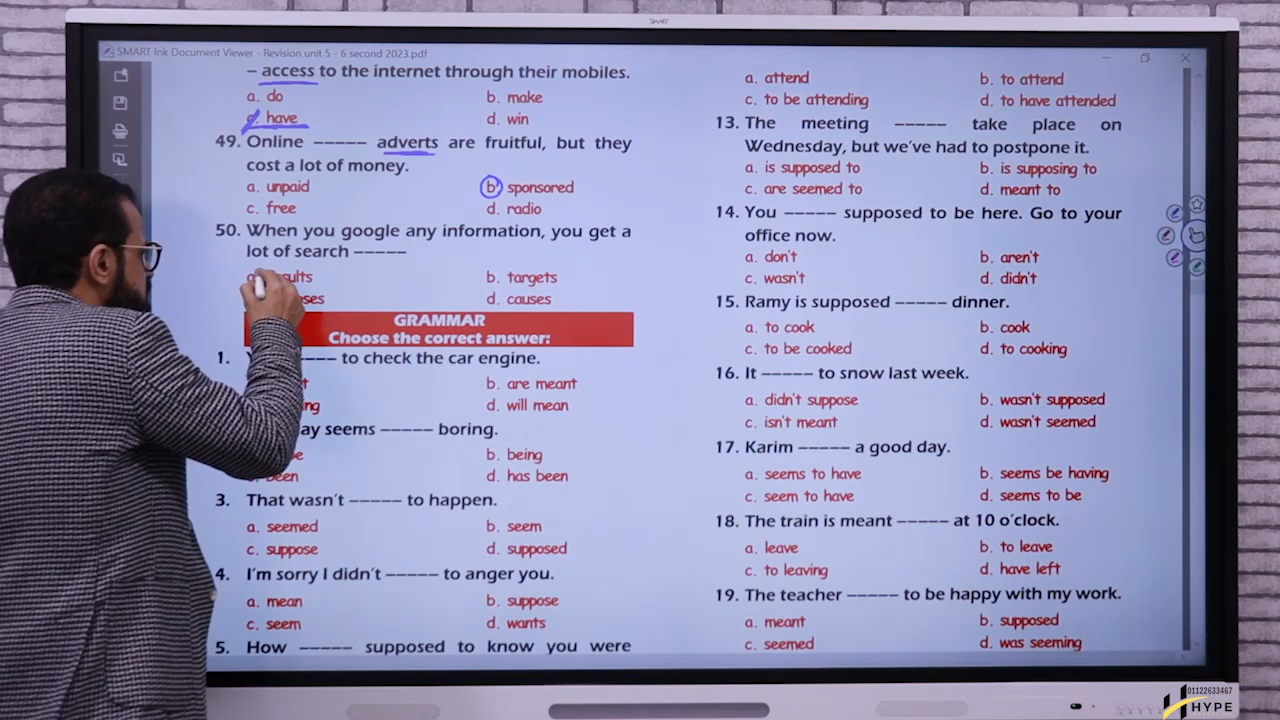 SMART
SMART Ink Document Viewer - Revision unit 5 - 6 second 2023.pdf
– access to the internet through their mobiles.
a. do
b. make
c. have
d. win
49. Online ----- adverts are fruitful, but they
cost a lot of money.
a. unpaid
b. sponsored
c. free
d. radio
50. When you google any information, you get a
lot of search -----
b. targets
d. causes
GRAMMAR
Choose the correct answer:
1. ---- to check the car engine.
b. are meant
d. will mean
seems ----- boring.
b. being
been
d. has been
3. That wasn't ----- to happen.
a. seemed
b. seem
c. suppose
d. supposed
4. I'm sorry I didn't ----- to anger you.
a. mean
b. suppose
c. seem
d. wants
5. How ----- supposed to know you were
a. attend
b. to attend
c. to be attending
d. to have attended
13. The meeting ----- take place on
Wednesday, but we've had to postpone it.
a. is supposed to
b. is supposing to
c. are seemed to
d. meant to
14. You ----- supposed to be here. Go to your
office now.
a. don't
b. aren't
c. wasn't
d. didn't
15. Ramy is supposed ----- dinner.
a. to cook
b. cook
c. to be cooked
d. to cooking
16. It ----- to snow last week.
a. didn't suppose
b. wasn't supposed
c. isn't meant
d. wasn't seemed
17. Karim ----- a good day.
a. seems to have
b. seems be having
c. seem to have
d. seems to be
18. The train is meant ----- at 10 o'clock.
a. leave
b. to leave
c. to leaving
d. have left
19. The teacher ----- to be happy with my work.
a. meant
b. supposed
c. seemed
d. was seeming
01122633467
HYPE